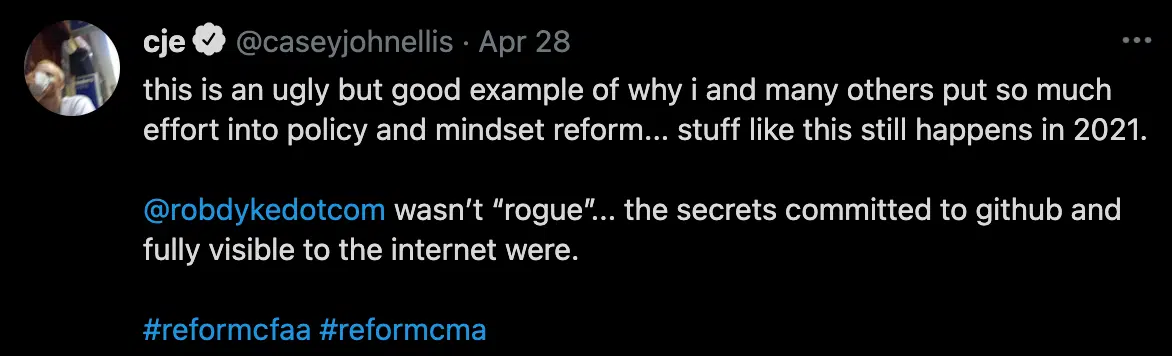 cje @caseyjohnellis · Apr 28
this is an ugly but good example of why i and many others put so much
effort into policy and mindset reform... stuff like this still happens in 2021.
@robdykedotcom wasn’t “rogue”... the secrets committed to github and
fully visible to the internet were.
#reformcfaa #reformcma